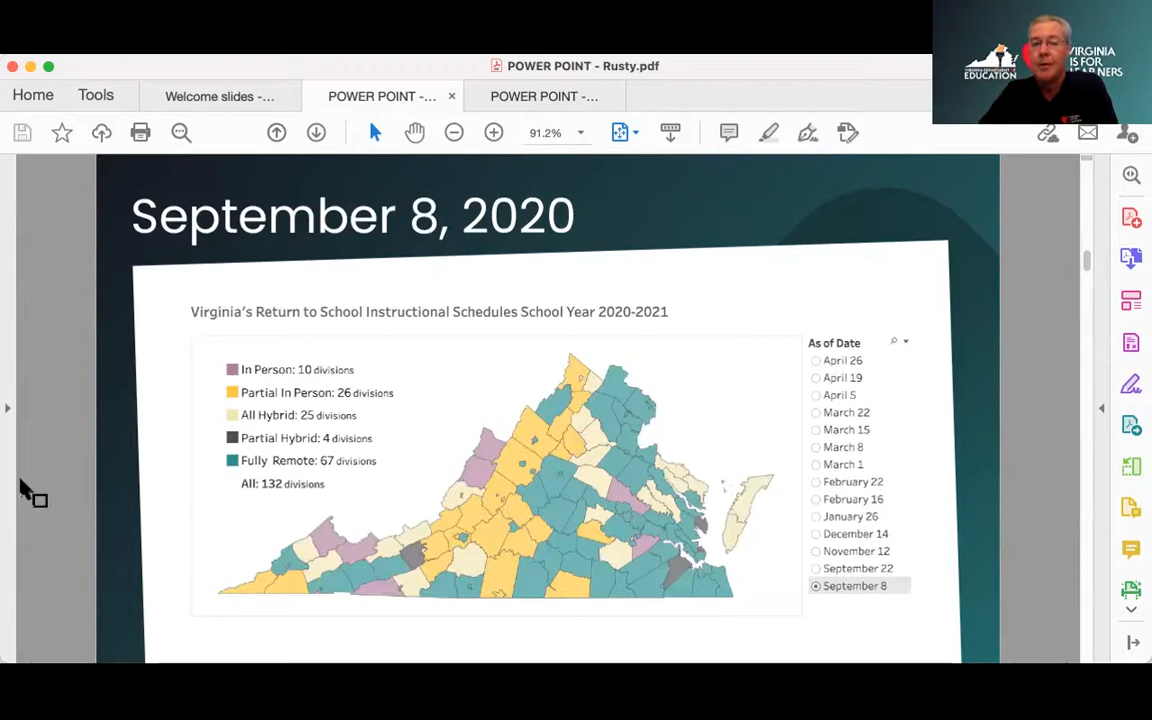 POWER POINT - Rusty.pdf
VIRGINIA DEPARTMENT OF
EDUCATION
VIRGINIA
IS FOR
LEARNERS
Home
Tools
Welcome slides -...
POWER POINT -...
POWER POINT -...
91.2%
September 8, 2020
Virginia's Return to School Instructional Schedules School Year 2020-2021
In Person: 10 divisions
Partial In Person: 26 divisions
All Hybrid: 25 divisions
Partial Hybrid: 4 divisions
Fully Remote: 67 divisions
All: 132 divisions
As of Date
April 26
April 19
April 5
March 22
March 15
March 8
March 1
February 22
February 16
January 26
December 14
November 12
September 22
September 8